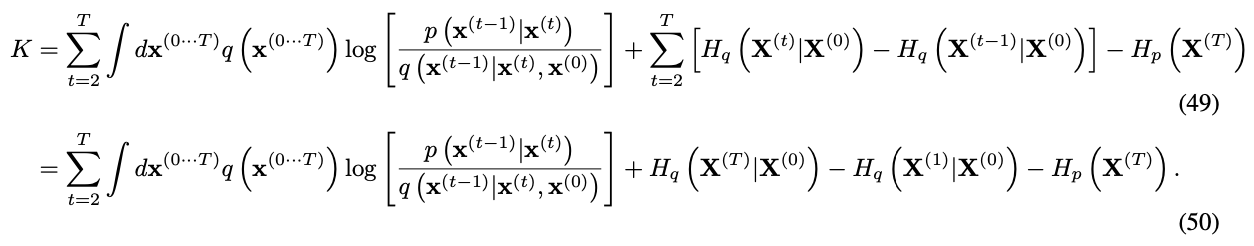 K = \sum_{t=2}^{T} \int d\mathbf{x}^{(0\cdots T)} q\left(\mathbf{x}^{(0\cdots T)}\right) \log\left[\frac{p\left(\mathbf{x}^{(t-1)}|\mathbf{x}^{(t)}\right)}{q\left(\mathbf{x}^{(t-1)}|\mathbf{x}^{(t)},\mathbf{x}^{(0)}\right)}\right] + \sum_{t=2}^{T}\left[H_q\left(\mathbf{X}^{(t)}|\mathbf{X}^{(0)}\right) - H_q\left(\mathbf{X}^{(t-1)}|\mathbf{X}^{(0)}\right)\right] - H_p\left(\mathbf{X}^{(T)}\right)
(49)
= \sum_{t=2}^{T} \int d\mathbf{x}^{(0\cdots T)} q\left(\mathbf{x}^{(0\cdots T)}\right) \log\left[\frac{p\left(\mathbf{x}^{(t-1)}|\mathbf{x}^{(t)}\right)}{q\left(\mathbf{x}^{(t-1)}|\mathbf{x}^{(t)},\mathbf{x}^{(0)}\right)}\right] + H_q\left(\mathbf{X}^{(T)}|\mathbf{X}^{(0)}\right) - H_q\left(\mathbf{X}^{(1)}|\mathbf{X}^{(0)}\right) - H_p\left(\mathbf{X}^{(T)}\right).
(50)